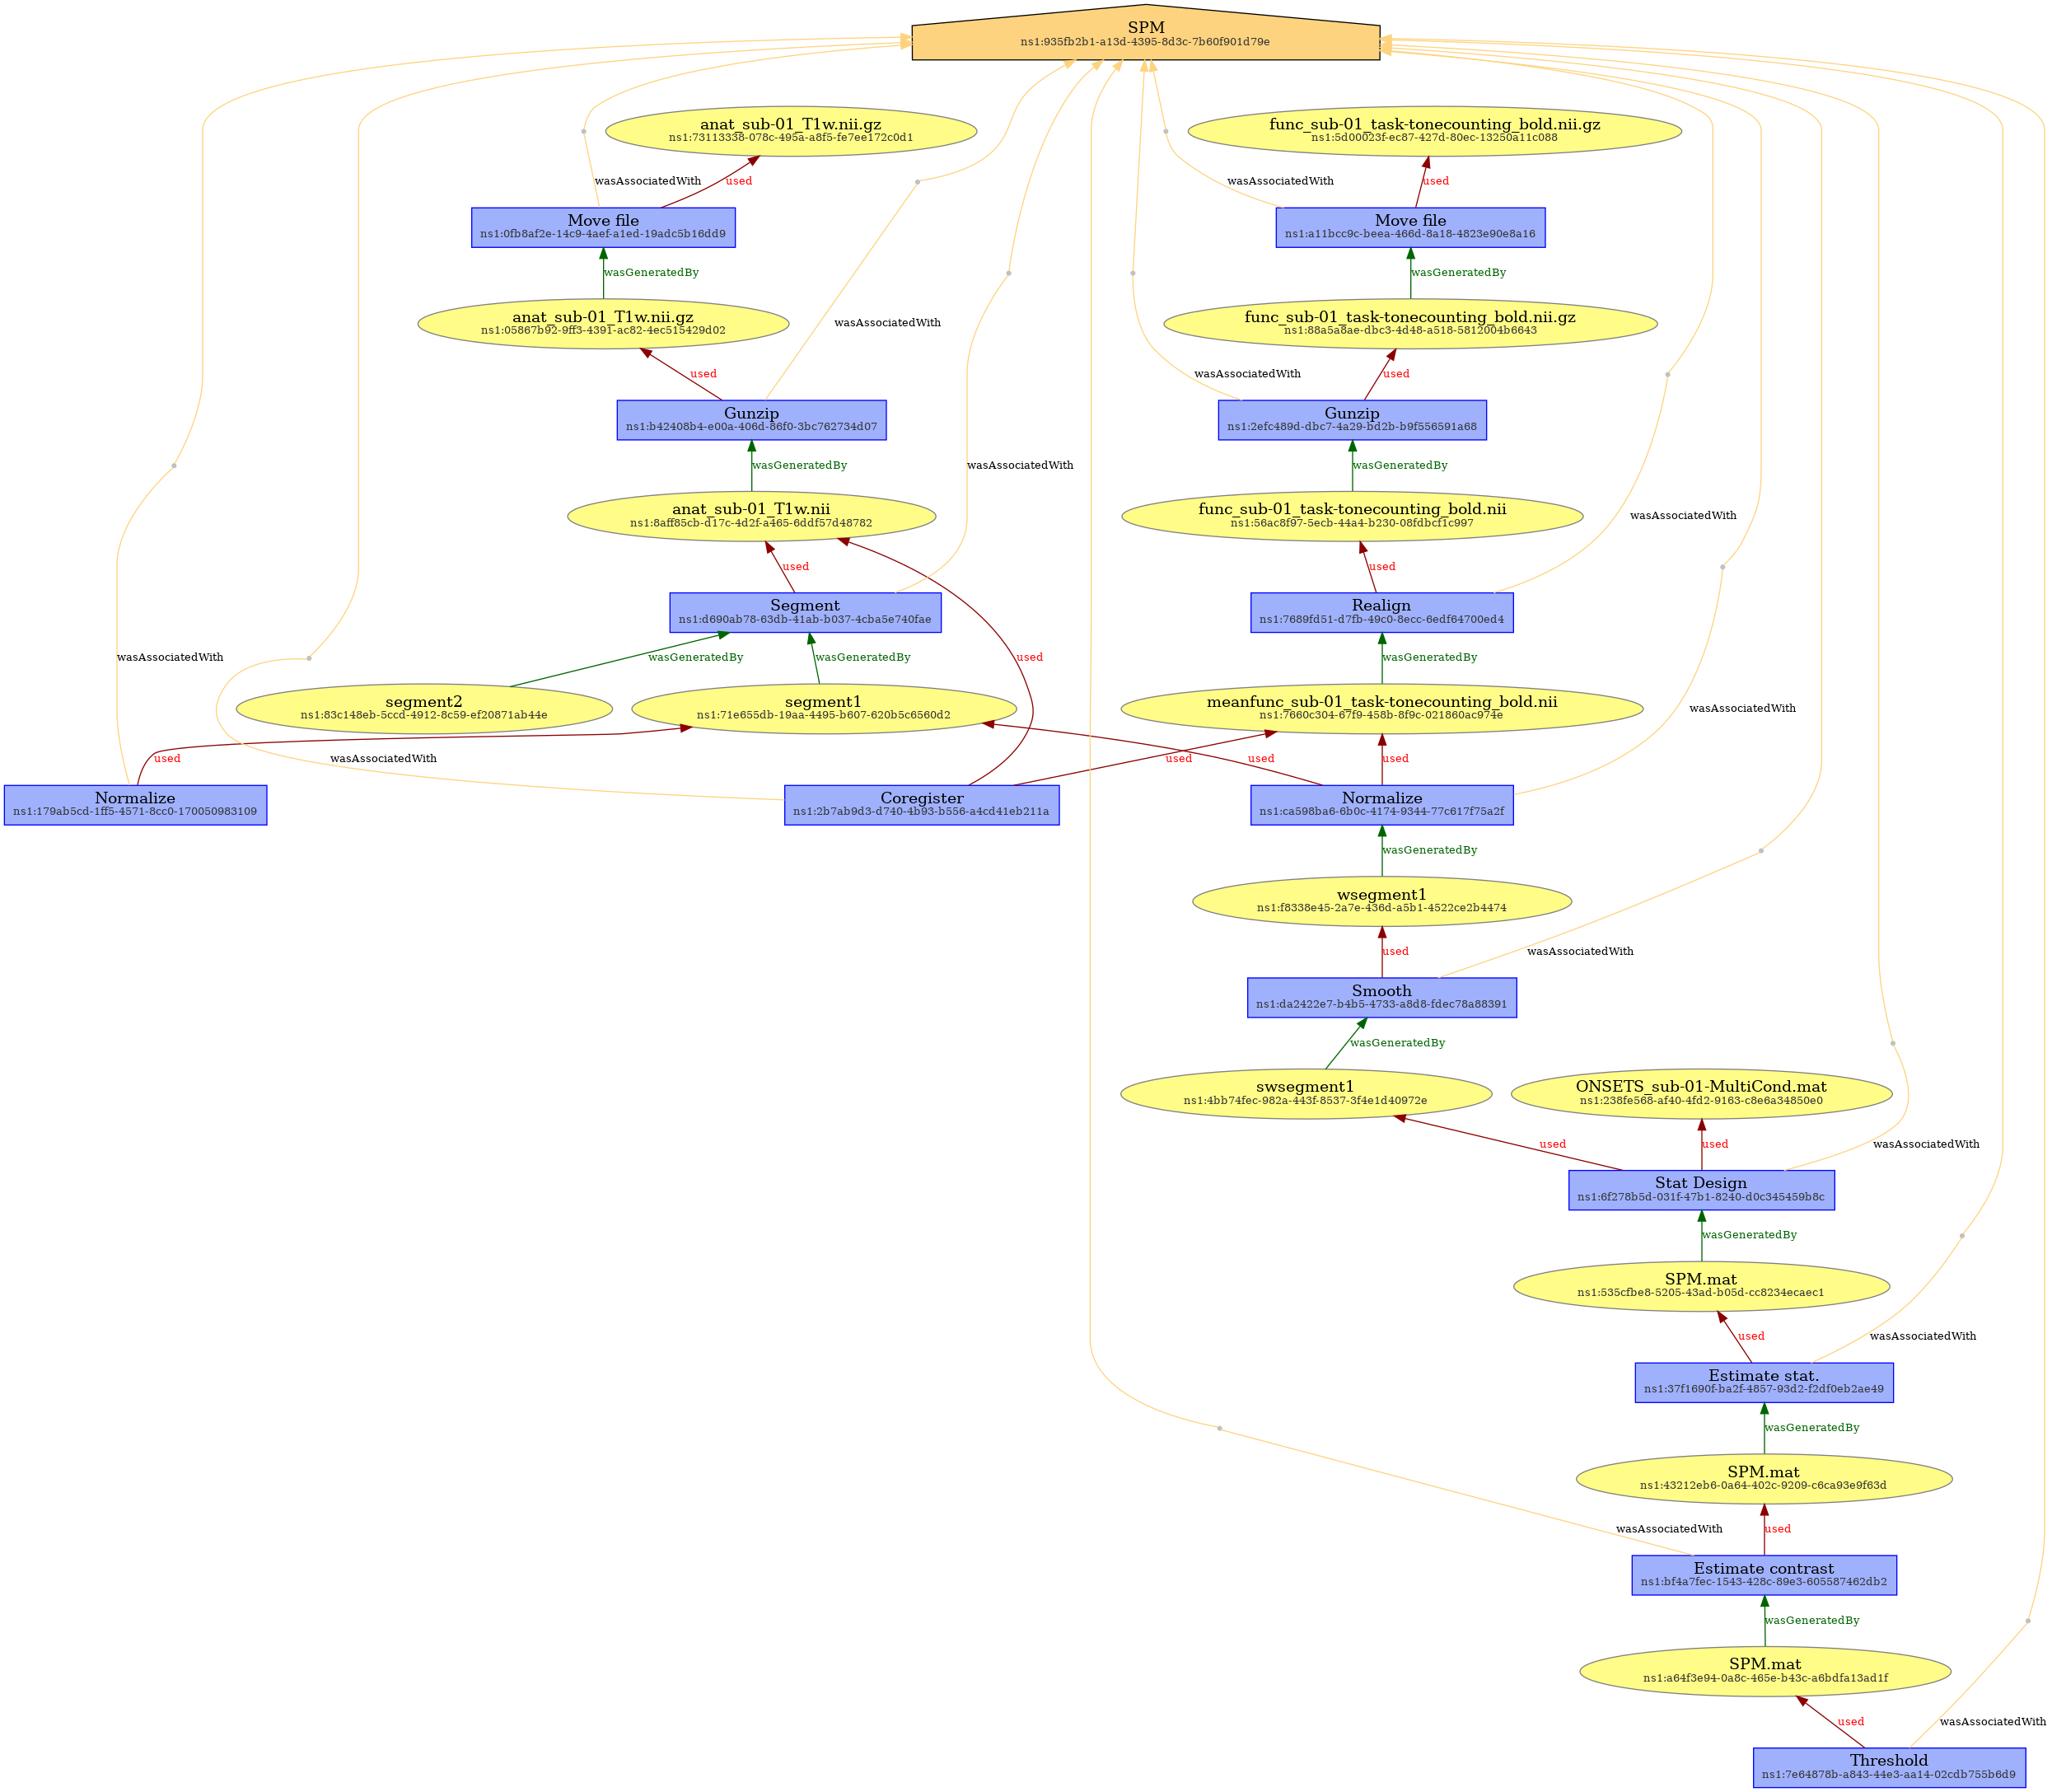 SPM
ns1:935fb2b1-a13d-4395-8d3c-7b60f901d79e
anat_sub-01_T1w.nii.gz
ns1:73113338-078c-495a-a8f5-fe7ee172c0d1
func_sub-01_task-tonecounting_bold.nii.gz
ns1:5d00023f-ec87-427d-80ec-13250a11c088
wasAssociatedWith
used
wasAssociatedWith
used
Move file
ns1:0fb8af2e-14c9-4aef-a1ed-19adc5b16dd9
Move file
ns1:a11bcc9c-beea-466d-8a18-4823e90e8a16
wasGeneratedBy
wasGeneratedBy
anat_sub-01_T1w.nii.gz
ns1:05867b92-9ff3-4391-ac82-4ec515429d02
wasAssociatedWith
func_sub-01_task-tonecounting_bold.nii.gz
ns1:88a5a8ae-dbc3-4d48-a518-5812004b6643
used
wasAssociatedWith
used
Gunzip
ns1:b42408b4-e00a-406d-86f0-3bc762734d07
Gunzip
ns1:2efc489d-dbc7-4a29-bd2b-b9f556591a68
wasGeneratedBy
wasAssociatedWith
wasGeneratedBy
anat_sub-01_T1w.nii
ns1:8aff85cb-d17c-4d2f-a465-6ddf57d48782
func_sub-01_task-tonecounting_bold.nii
ns1:56ac8f97-5ecb-44a4-b230-08fdbcf1c997
wasAssociatedWith
used
used
Segment
ns1:d690ab78-63db-41ab-b037-4cba5e740fae
Realign
ns1:7689fd51-d7fb-49c0-8ecc-6edf64700ed4
wasAssociatedWith
wasGeneratedBy
wasGeneratedBy
used
wasGeneratedBy
segment2
ns1:83c148eb-5ccd-4912-8c59-ef20871ab44e
segment1
ns1:71e655db-19aa-4495-b607-620b5c6560d2
meanfunc_sub-01_task-tonecounting_bold.nii
ns1:7660c304-67f9-458b-8f9c-021860ac974e
wasAssociatedWith
used
wasAssociatedWith
used
used
used
Normalize
ns1:179ab5cd-1ff5-4571-8cc0-170050983109
Coregister
ns1:2b7ab9d3-d740-4b93-b556-a4cd41eb211a
Normalize
ns1:ca598ba6-6b0c-4174-9344-77c617f75a2f
wasGeneratedBy
wsegment1
ns1:f8338e45-2a7e-436d-a5b1-4522ce2b4474
used
wasAssociatedWith
Smooth
ns1:da2422e7-b4b5-4733-a8d8-fdec78a88391
wasGeneratedBy
swsegment1
ns1:4bb74fec-982a-443f-8537-3f4e1d40972e
ONSETS_sub-01-MultiCond.mat
ns1:238fe568-af40-4fd2-9163-c8e6a34850e0
used
used
wasAssociatedWith
Stat Design
ns1:6f278b5d-031f-47b1-8240-d0c345459b8c
wasGeneratedBy
SPM.mat
ns1:535cfbe8-5205-43ad-b05d-cc8234ecaec1
used
wasAssociatedWith
Estimate stat.
ns1:37f1690f-ba2f-4857-93d2-f2df0eb2ae49
wasGeneratedBy
SPM.mat
ns1:43212eb6-0a64-402c-9209-c6ca93e9f63d
wasAssociatedWith
used
Estimate contrast
ns1:bf4a7fec-1543-428c-89e3-605587462db2
wasGeneratedBy
SPM.mat
ns1:a64f3e94-0a8c-465e-b43c-a6bdfa13ad1f
used
wasAssociatedWith
Threshold
ns1:7e64878b-a843-44e3-aa14-02cdb755b6d9